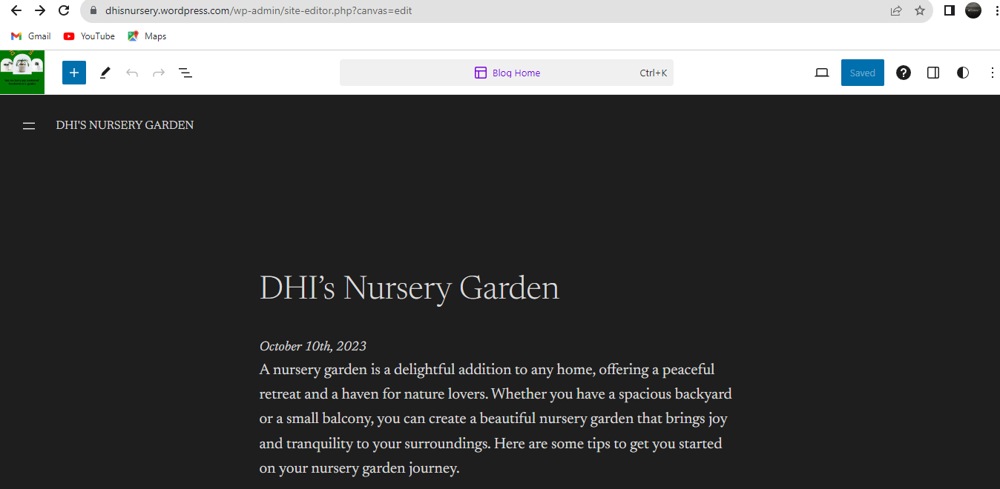 dhisnursery.wordpress.com/wp-admin/site-editor.php?canvas=edit
Gmail YouTube Maps
Blog Home Ctrl+K Saved
DHI'S NURSERY GARDEN
DHI’s Nursery Garden
October 10th, 2023
A nursery garden is a delightful addition to any home, offering a peaceful
retreat and a haven for nature lovers. Whether you have a spacious backyard
or a small balcony, you can create a beautiful nursery garden that brings joy
and tranquility to your surroundings. Here are some tips to get you started
on your nursery garden journey.